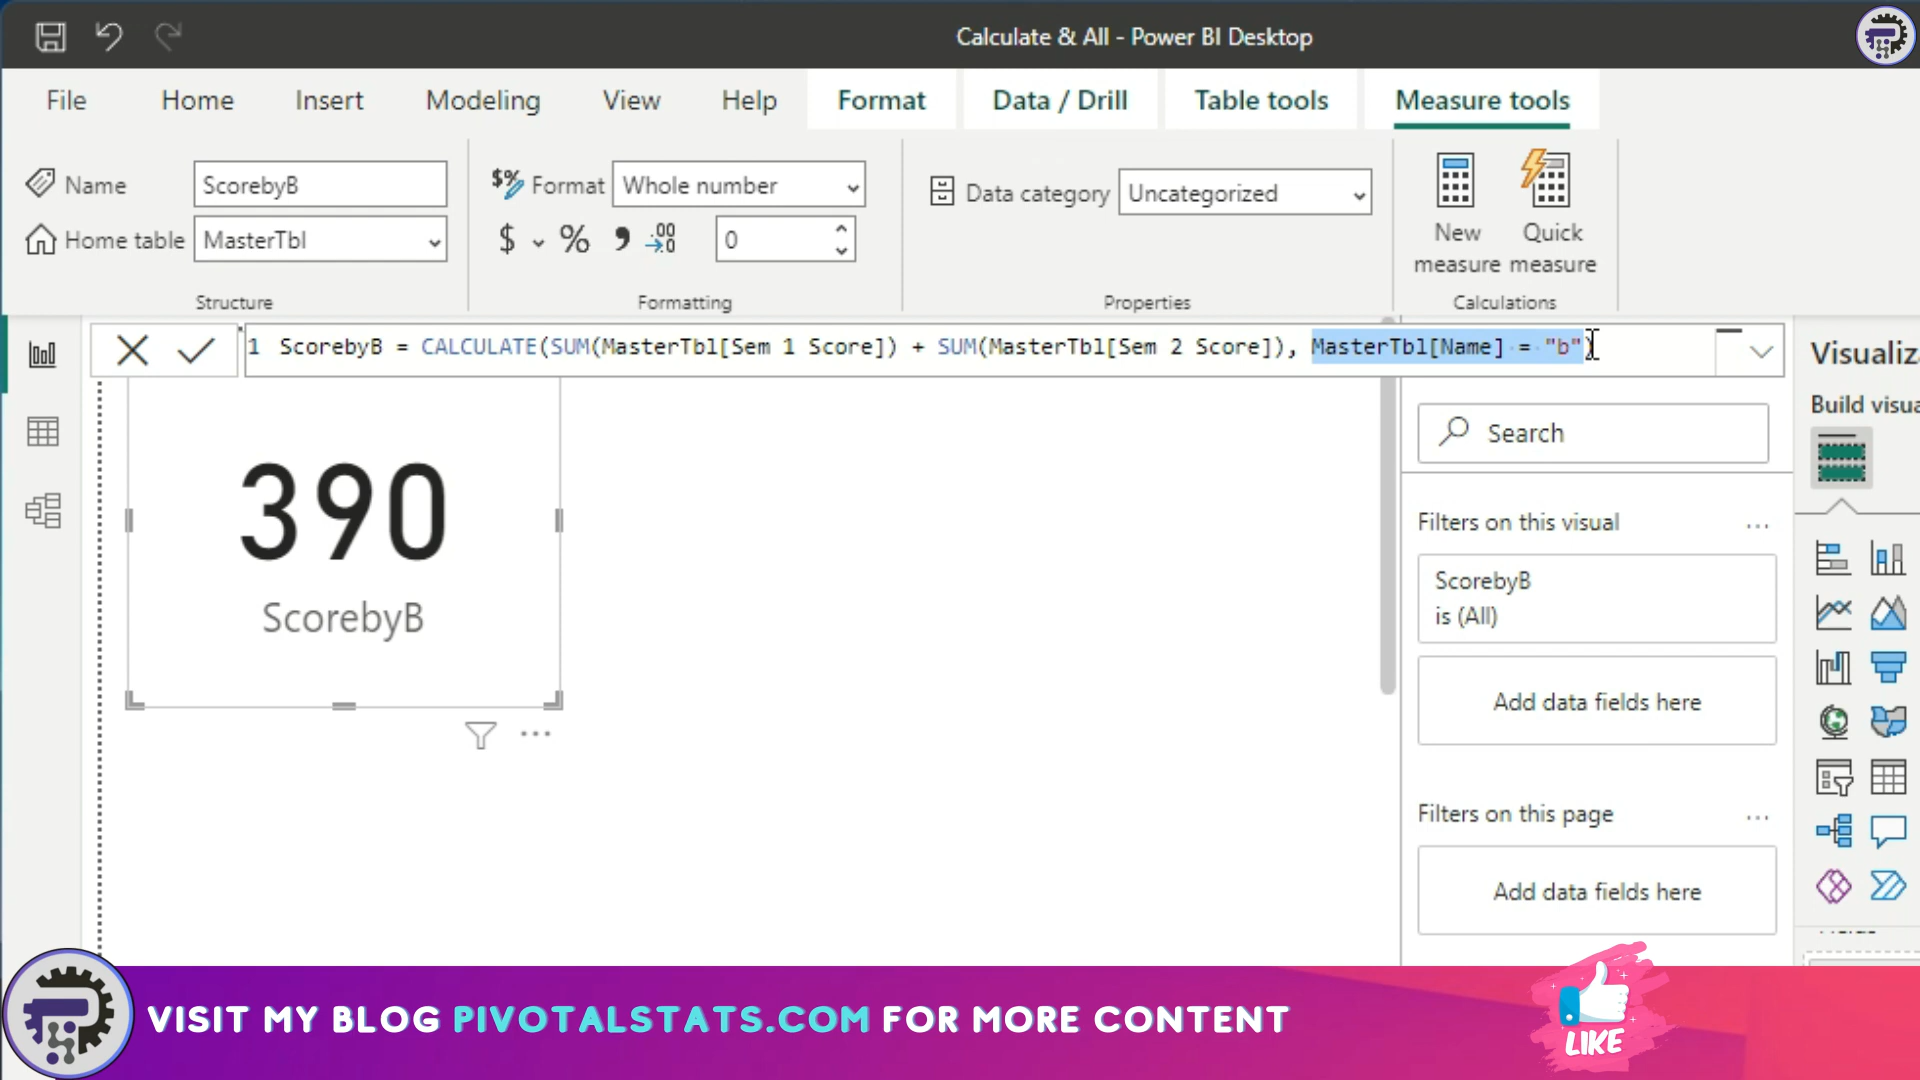 Calculate & All - Power BI Desktop
File Home Insert Modeling View Help Format Data / Drill Table tools Measure tools
Name ScorebyB
Home table MasterTbl
Structure
$% Format Whole number
$ % , .00 →.0 0
Formatting
Data category Uncategorized
Properties
New measure
Quick measure
Calculations
1 ScorebyB = CALCULATE(SUM(MasterTbl[Sem 1 Score]) + SUM(MasterTbl[Sem 2 Score]), MasterTbl[Name] = "b")
390
ScorebyB
Search
Filters on this visual
ScorebyB
is (All)
Add data fields here
Filters on this page
Add data fields here
Visualiz
Build visua
VISIT MY BLOG PIVOTALSTATS.COM FOR MORE CONTENT
LIKE